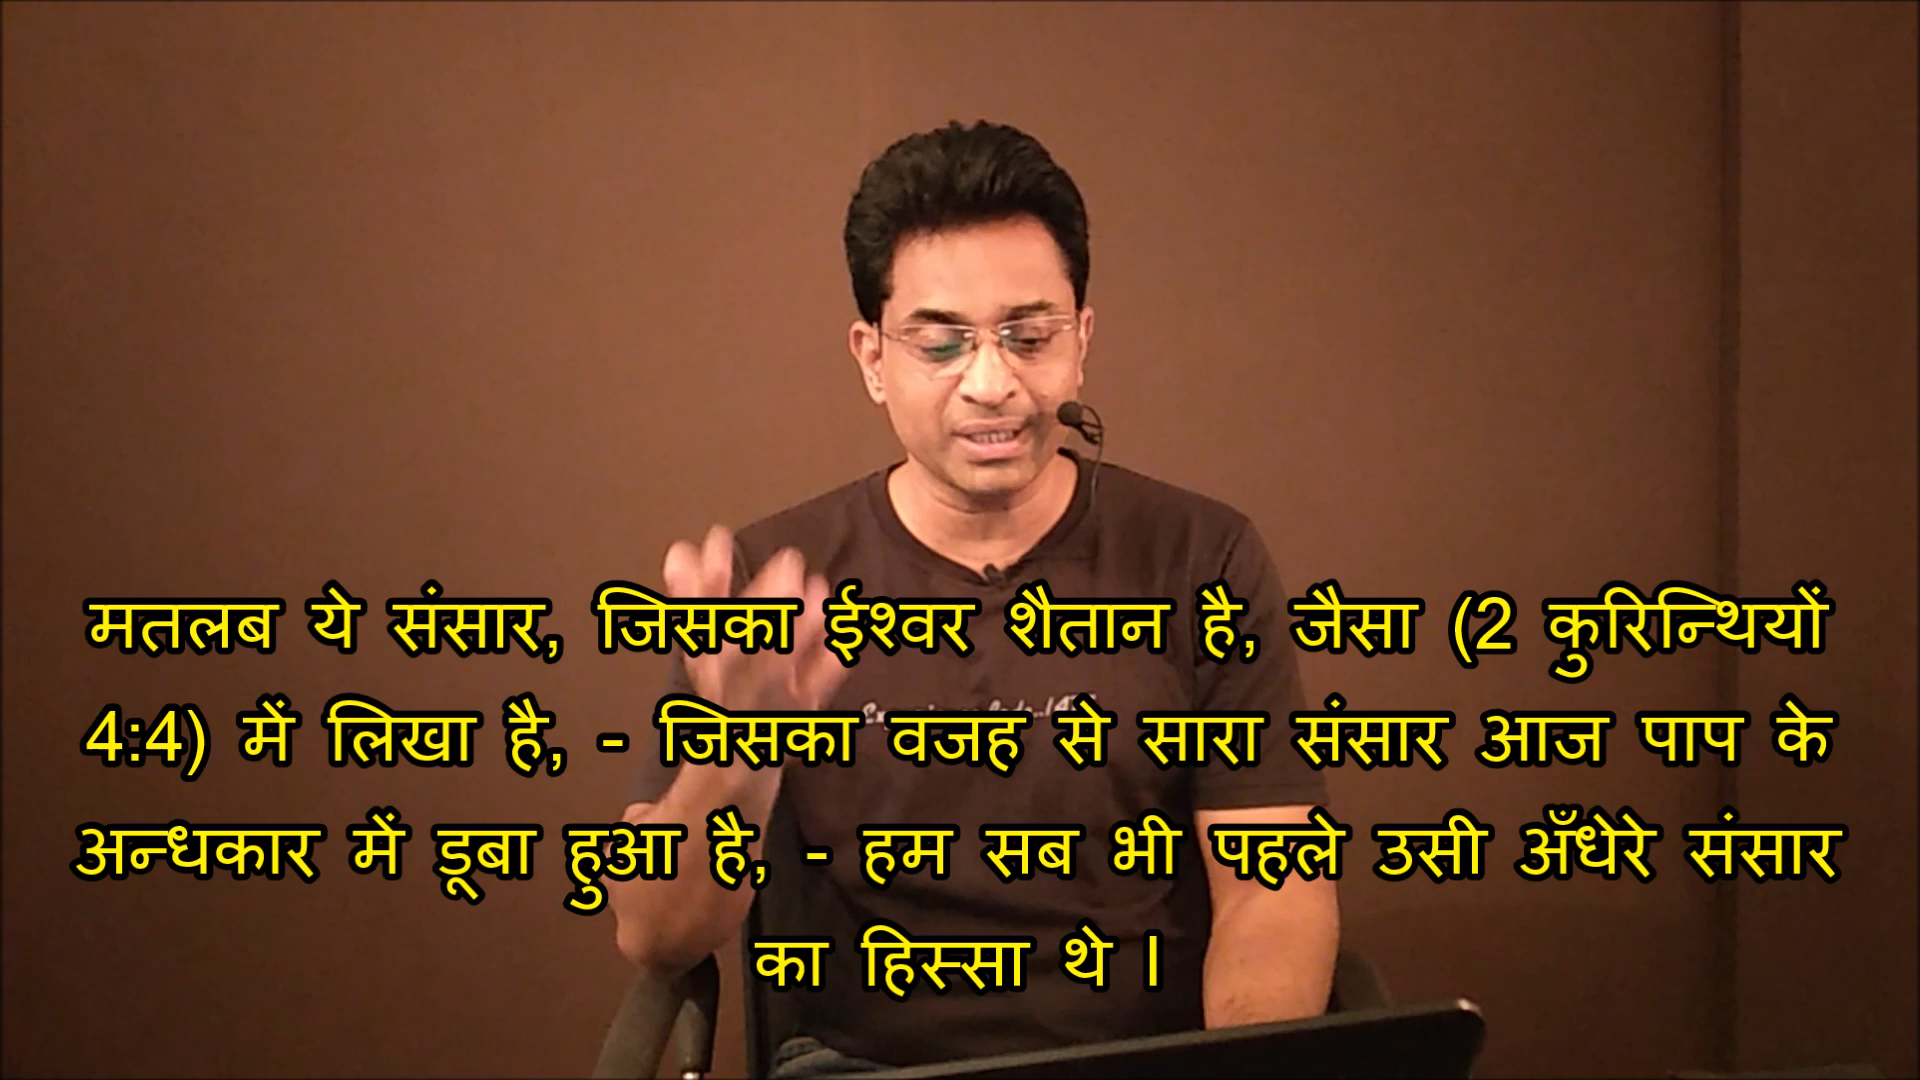 मतलब ये संसार, जिसका ईश्वर शैतान है, जैसा (2 कुरिन्थियों
4:4) में लिखा है, - जिसका वजह से सारा संसार आज पाप के
अन्धकार में डूबा हुआ है, - हम सब भी पहले उसी अँधेरे संसार
का हिस्सा थे |